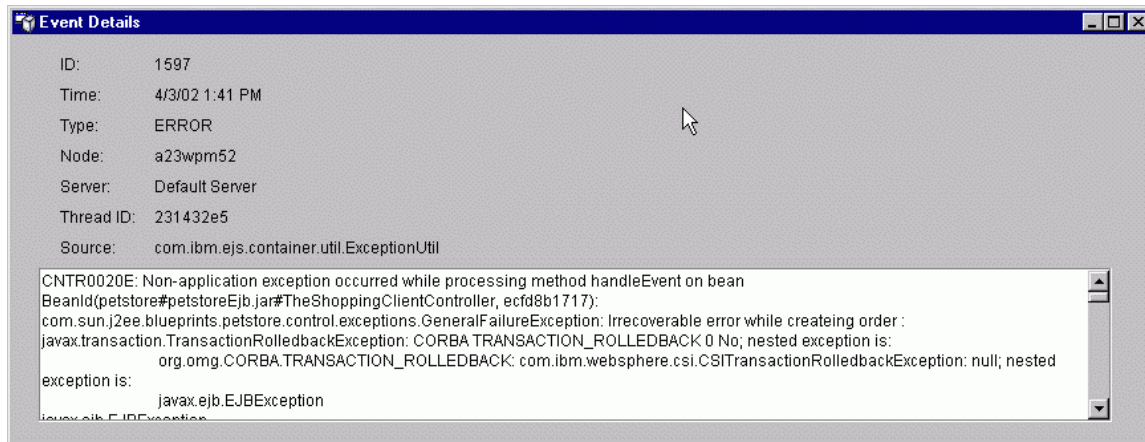 Event Details
ID: 1597
Time: 4/3/02 1:41 PM
Type: ERROR
Node: a23wpm52
Server: Default Server
Thread ID: 231432e5
Source: com.ibm.ejs.container.util.ExceptionUtil
CNTR0020E: Non-application exception occurred while processing method handleEvent on bean
BeanId(petstore#petstoreEjb.jar#TheShoppingClientController, ecfd8b1717):
com.sun.j2ee.blueprints.petstore.control.exceptions.GeneralFailureException: Irrecoverable error while createing order :
javax.transaction.TransactionRolledbackException: CORBA TRANSACTION_ROLLEDBACK 0 No; nested exception is:
org.omg.CORBA.TRANSACTION_ROLLEDBACK: com.ibm.websphere.csi.CSITransactionRolledbackException: null; nested
exception is:
javax.ejb.EJBException
javax.ejb.EJBException